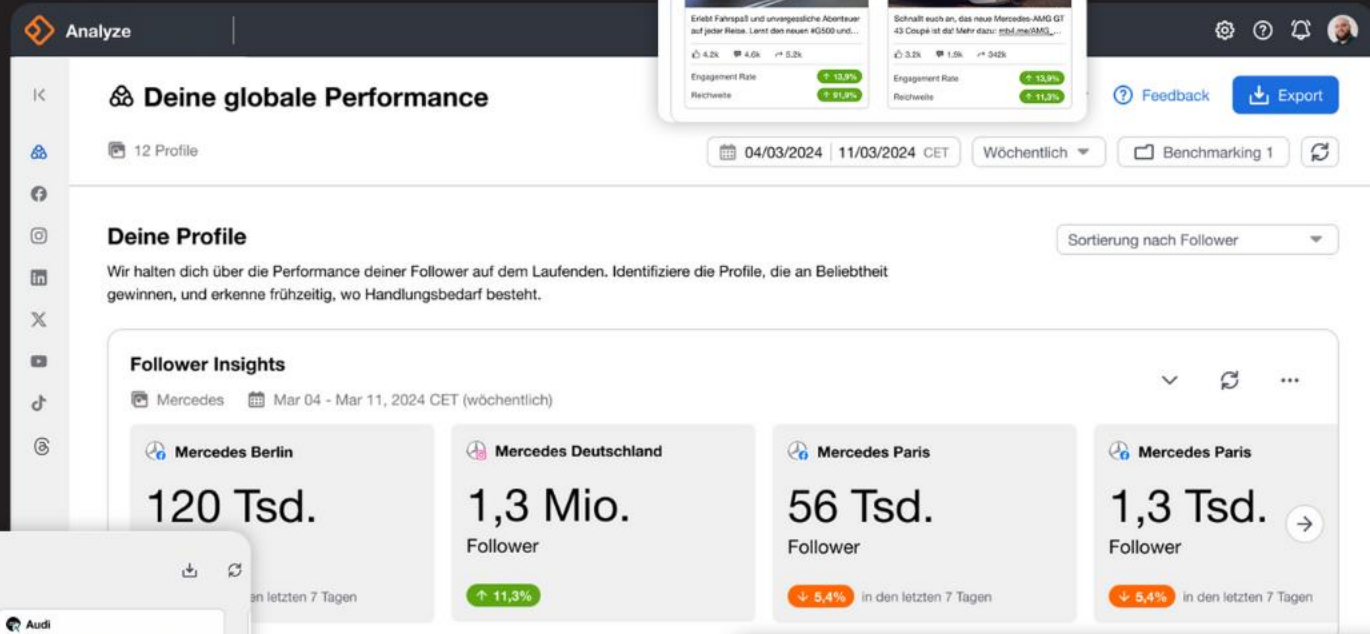 Analyze
Erlebt Fahrspaß und unvergessliche Abenteuer
auf jeder Reise. Lernt den neuen #G500 und...
4.2k 4.6k 5.2k
Engagement Rate 13,9%
Reichweite 91,9%
Schnallt euch an, das neue Mercedes-AMG GT
43 Coupé ist da! Mehr dazu: mb4.me/AMG_...
3.2k 1.9k 342k
Engagement Rate 13,9%
Reichweite 11,3%
Deine globale Performance
Feedback
Export
12 Profile
04/03/2024 | 11/03/2024 CET
Wöchentlich
Benchmarking 1
Deine Profile
Sortierung nach Follower
Wir halten dich über die Performance deiner Follower auf dem Laufenden. Identifiziere die Profile, die an Beliebtheit
gewinnen, und erkenne frühzeitig, wo Handlungsbedarf besteht.
Follower Insights
Mercedes Mar 04 - Mar 11, 2024 CET (wöchentlich)
Mercedes Berlin
120 Tsd.
en letzten 7 Tagen
Mercedes Deutschland
1,3 Mio.
Follower
11,3%
Mercedes Paris
56 Tsd.
Follower
5,4% in den letzten 7 Tagen
Mercedes Paris
1,3 Tsd.
Follower
5,4% in den letzten 7 Tagen
Audi